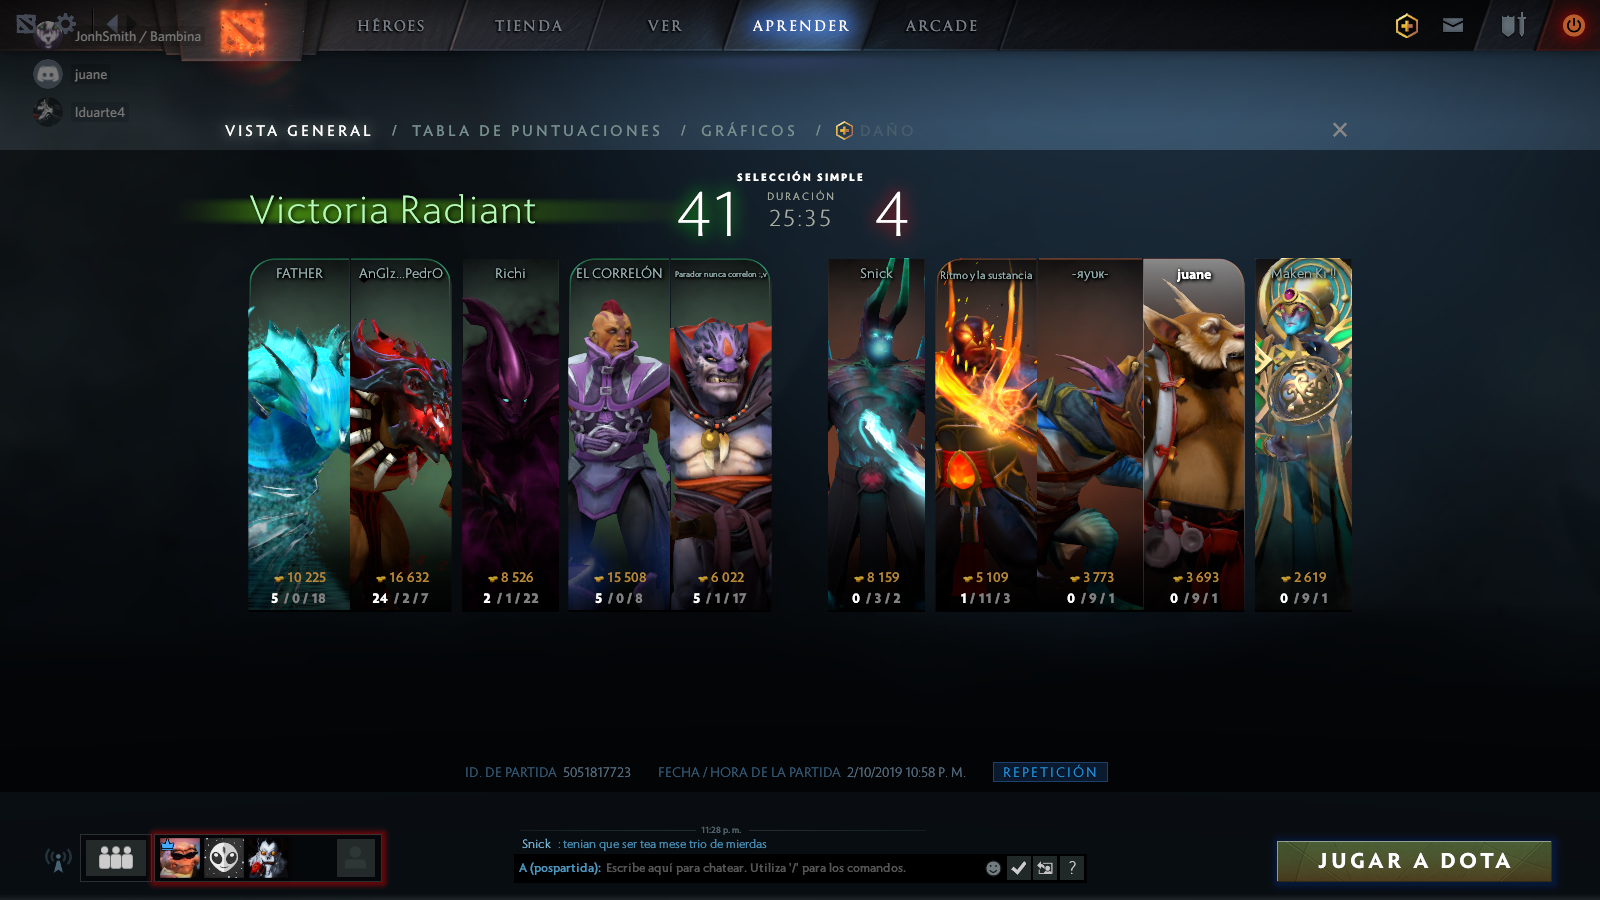 HÉROES TIENDA VER APRENDER ARCADE
JonhSmith / Bambina
juane
lduarte4
VISTA GENERAL / TABLA DE PUNTUACIONES / GRÁFICOS / DAÑO
SELECCIÓN SIMPLE
Victoria Radiant 41 DURACIÓN 25:35 4
FATHER AnGlz...PedrO Richi EL CORRELÓN Parador nunca correlon :,v Snick Ritmo y la sustancia -яyυк- juane Maken Ki !!
10 225 16 632 8 526 15 508 6 022 8 159 5 109 3 773 3 693 2 619
5 / 0 / 18 24 / 2 / 7 2 / 1 / 22 5 / 0 / 8 5 / 1 / 17 0 / 3 / 2 1 / 11 / 3 0 / 9 / 1 0 / 9 / 1 0 / 9 / 1
ID. DE PARTIDA 5051817723 FECHA / HORA DE LA PARTIDA 2/10/2019 10:58 P. M. REPETICIÓN
11:28 p. m.
Snick : tenian que ser tea mese trio de mierdas
A (pospartida): Escribe aquí para chatear. Utiliza '/' para los comandos. ?
JUGAR A DOTA